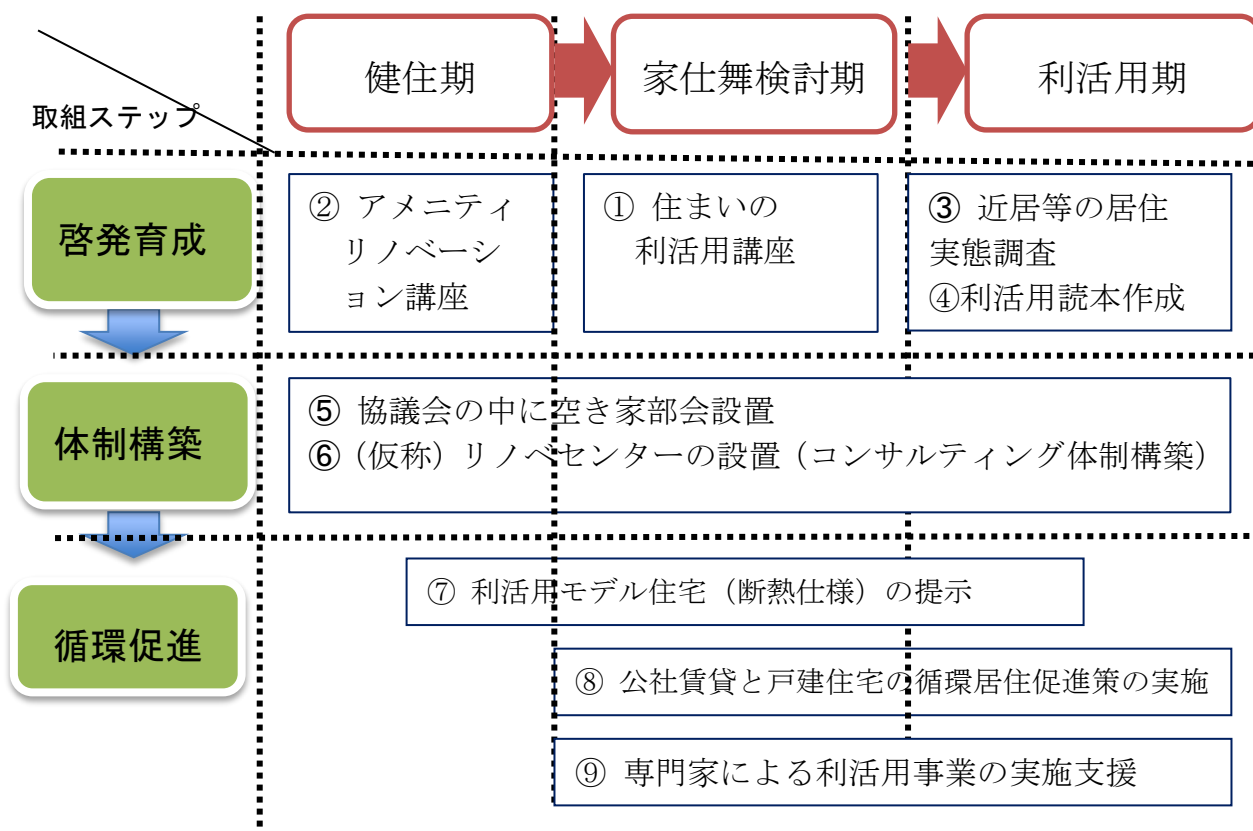 健住期
家仕舞検討期
利活用期
取組ステップ
啓発育成
② アメニティ
リノベーシ
ョン講座
① 住まいの
利活用講座
③ 近居等の居住
実態調査
④利活用読本作成
体制構築
⑤ 協議会の中に空き家部会設置
⑥（仮称）リノベセンターの設置（コンサルティング体制構築）
循環促進
⑦ 利活用モデル住宅（断熱仕様）の提示
⑧ 公社賃貸と戸建住宅の循環居住促進策の実施
⑨ 専門家による利活用事業の実施支援